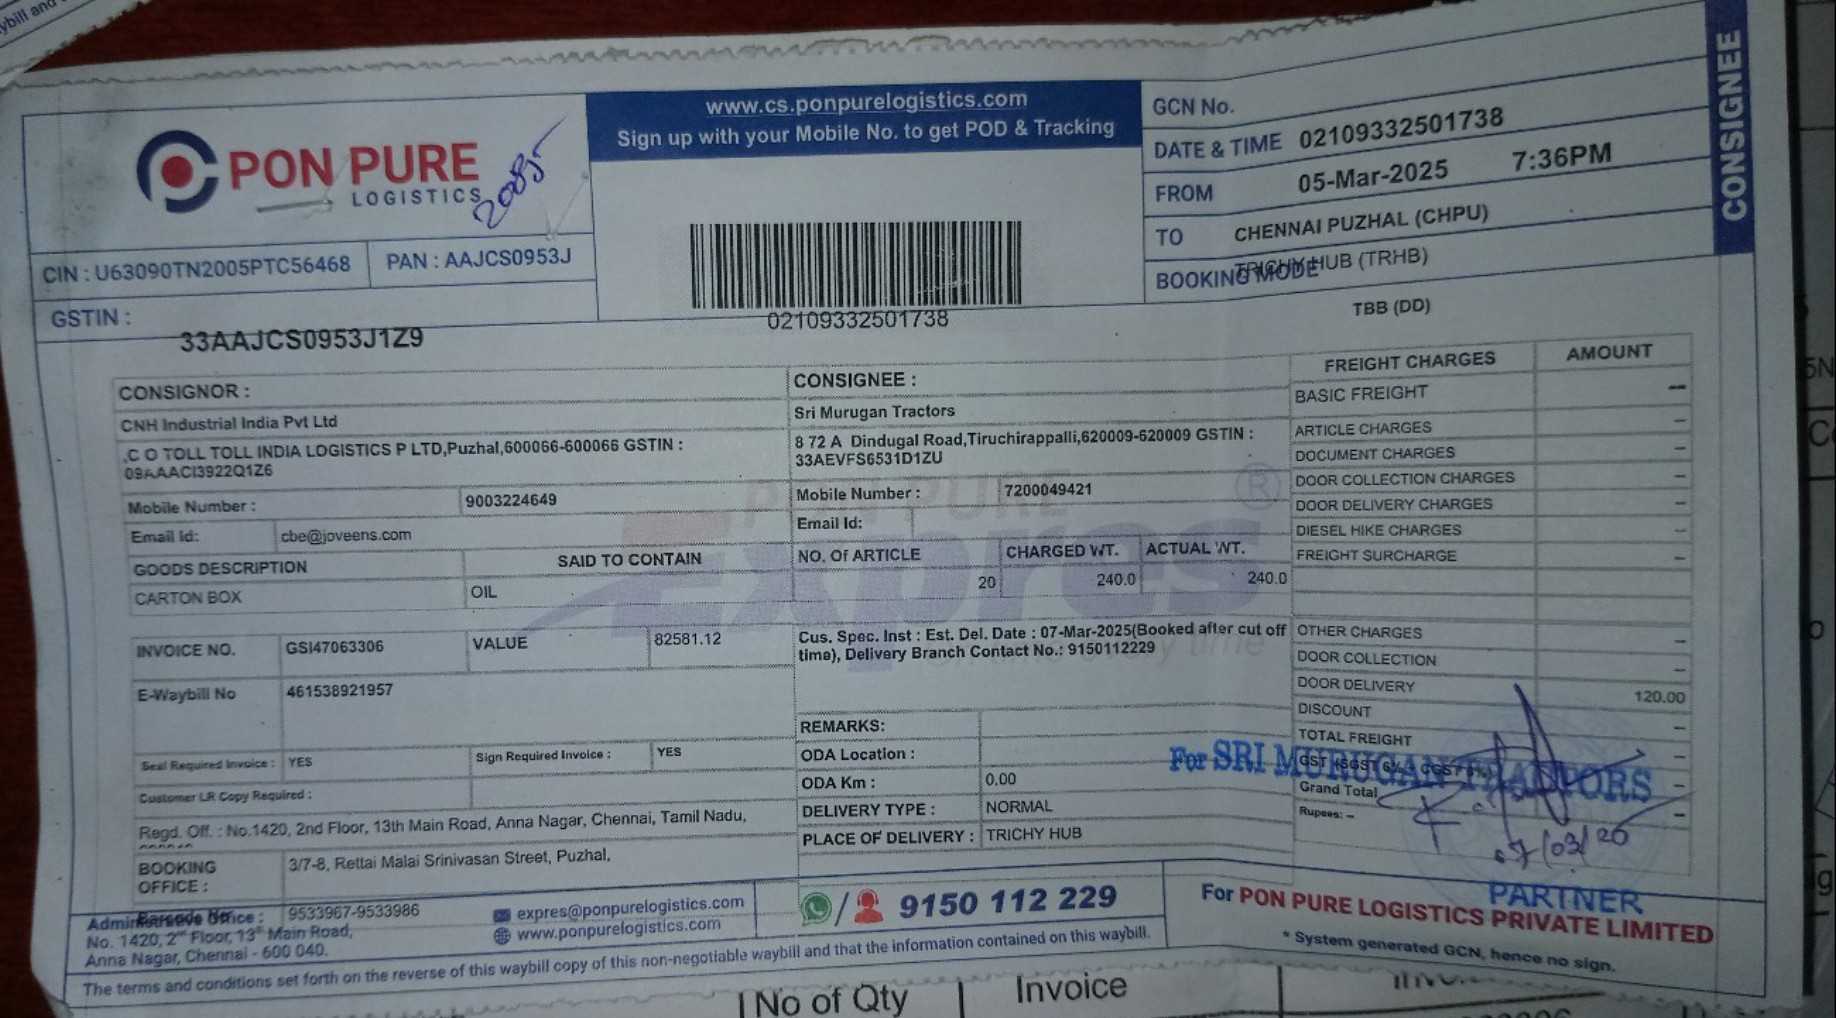 CONSIGNEE
PON PURE
LOGISTICS
20085
www.cs.ponpurelogistics.com
Sign up with your Mobile No. to get POD & Tracking
GCN No.
02109332501738
DATE & TIME
05-Mar-2025 7:36PM
FROM
CHENNAI PUZHAL (CHPU)
TO
TRICHY HUB (TRHB)
BOOKING MODE
TBB (DD)
CIN : U63090TN2005PTC56468
PAN : AAJCS0953J
GSTIN :
33AAJCS0953J1Z9
02109332501738
CONSIGNOR :
CNH Industrial India Pvt Ltd
,C O TOLL TOLL INDIA LOGISTICS P LTD,Puzhal,600066-600066 GSTIN :
09AAACI3922Q1Z6
Mobile Number : 9003224649
Email Id: cbe@joveens.com
CONSIGNEE :
Sri Murugan Tractors
8 72 A Dindugal Road,Tiruchirappalli,620009-620009 GSTIN :
33AEVFS6531D1ZU
Mobile Number : 7200049421
Email Id:
GOODS DESCRIPTION SAID TO CONTAIN NO. Of ARTICLE CHARGED WT. ACTUAL WT.
CARTON BOX OIL 20 240.0 240.0
INVOICE NO. GSI47063306 VALUE 82581.12
E-Waybill No 461538921957
Cus. Spec. Inst : Est. Del. Date : 07-Mar-2025(Booked after cut off
time), Delivery Branch Contact No.: 9150112229
Seal Required Invoice : YES Sign Required Invoice : YES
Customer LR Copy Required :
REMARKS:
ODA Location :
ODA Km : 0.00
DELIVERY TYPE : NORMAL
PLACE OF DELIVERY : TRICHY HUB
FREIGHT CHARGES AMOUNT
BASIC FREIGHT --
ARTICLE CHARGES --
DOCUMENT CHARGES --
DOOR COLLECTION CHARGES --
DOOR DELIVERY CHARGES --
DIESEL HIKE CHARGES --
FREIGHT SURCHARGE --
OTHER CHARGES --
DOOR COLLECTION --
DOOR DELIVERY 120.00
DISCOUNT --
TOTAL FREIGHT --
Grand Total --
Rupees: --
For SRI MURUGAN TRACTORS
PARTNER
Regd. Off. : No.1420, 2nd Floor, 13th Main Road, Anna Nagar, Chennai, Tamil Nadu,
BOOKING
OFFICE :
3/7-8, Rettai Malai Srinivasan Street, Puzhal,
9533967-9533986
Administrative Office :
No. 1420, 2nd Floor, 13th Main Road,
Anna Nagar, Chennai - 600 040.
expres@ponpurelogistics.com
www.ponpurelogistics.com
9150 112 229
For PON PURE LOGISTICS PRIVATE LIMITED
* System generated GCN, hence no sign.
The terms and conditions set forth on the reverse of this waybill copy of this non-negotiable waybill and that the information contained on this waybill.
No of Qty
Invoice